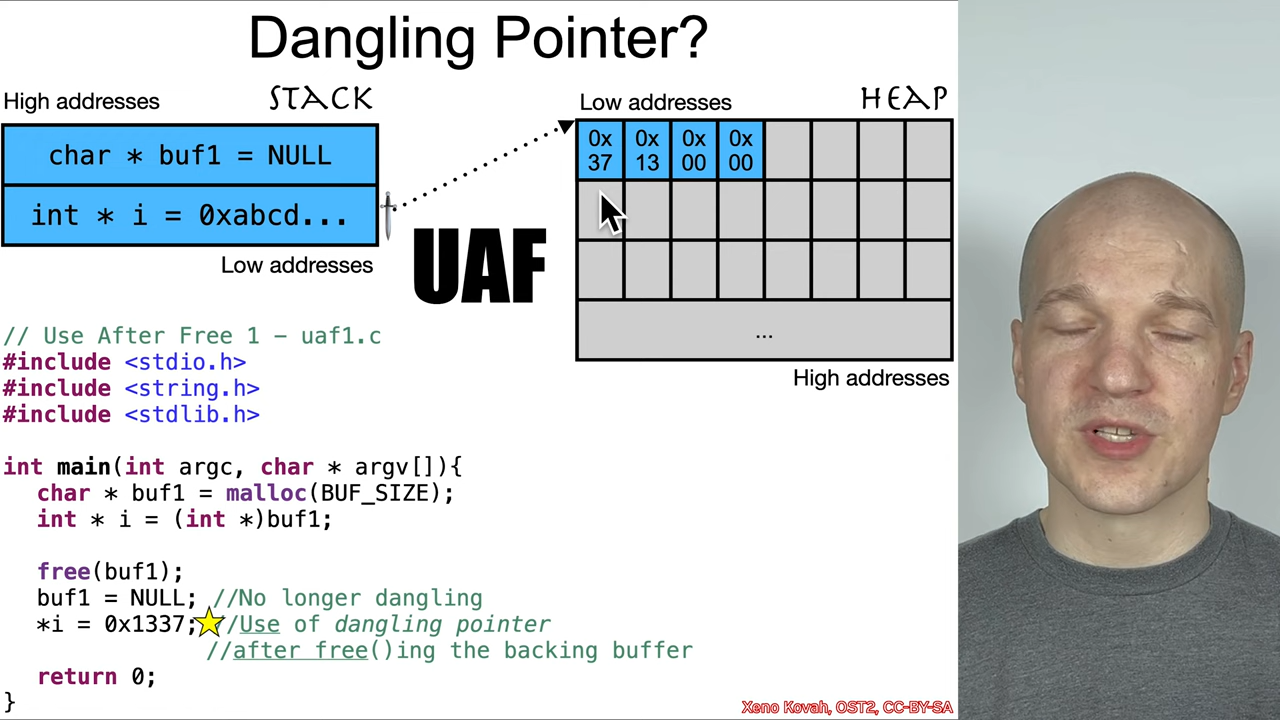 Dangling Pointer?
High addresses
STACK
char * buf1 = NULL
int * i = 0xabcd...
Low addresses
UAF
Low addresses
HEAP
0x 0x 0x 0x
37 13 00 00
...
High addresses
// Use After Free 1 - uaf1.c
#include <stdio.h>
#include <string.h>
#include <stdlib.h>
int main(int argc, char * argv[]){
char * buf1 = malloc(BUF_SIZE);
int * i = (int *)buf1;
free(buf1);
buf1 = NULL; //No longer dangling
*i = 0x1337; //Use of dangling pointer
//after free()ing the backing buffer
return 0;
}
Xeno Kovah, OST2, CC-BY-SA